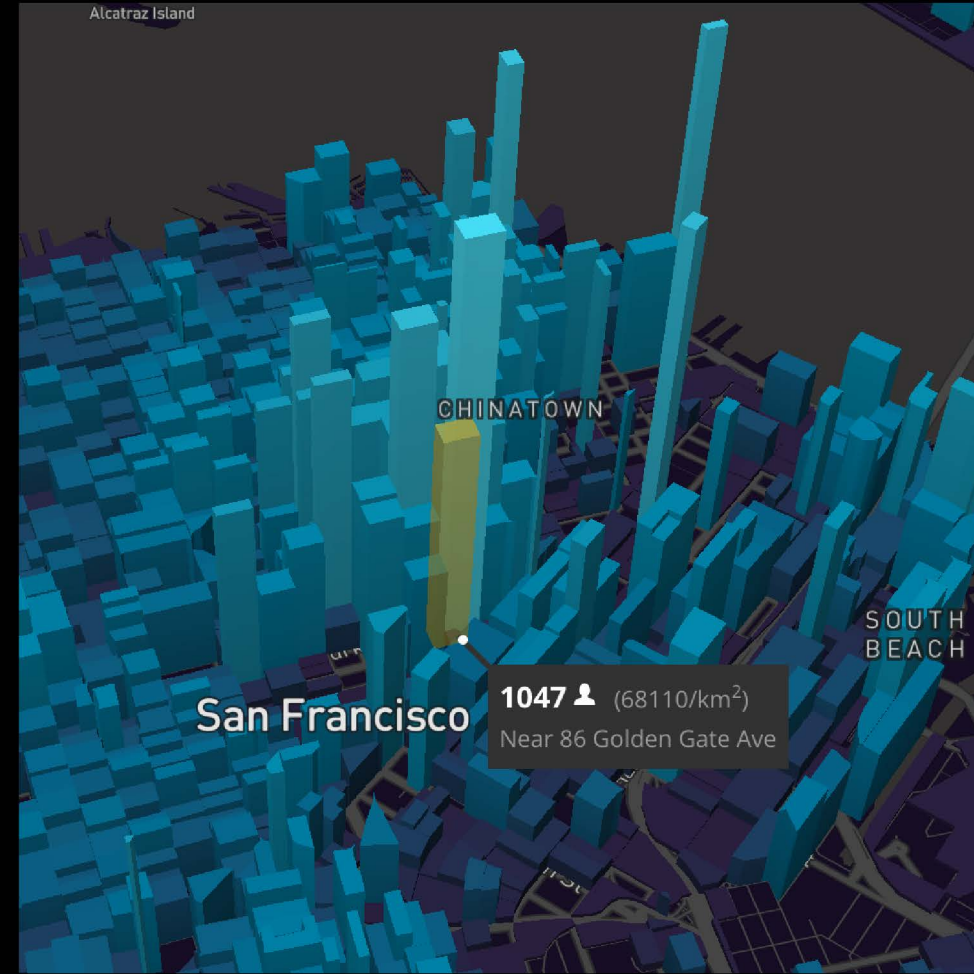 Alcatraz Island
CHINATOWN
SOUTH
BEACH
San Francisco
1047 (68110/km²)
Near 86 Golden Gate Ave